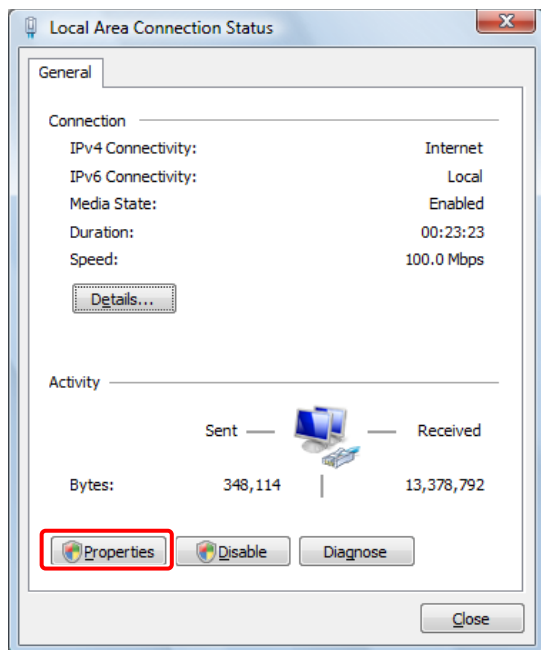 Local Area Connection Status
General
Connection
IPv4 Connectivity: Internet
IPv6 Connectivity: Local
Media State: Enabled
Duration: 00:23:23
Speed: 100.0 Mbps
Details...
Activity
Sent Received
Bytes: 348,114 13,378,792
Properties Disable Diagnose
Close